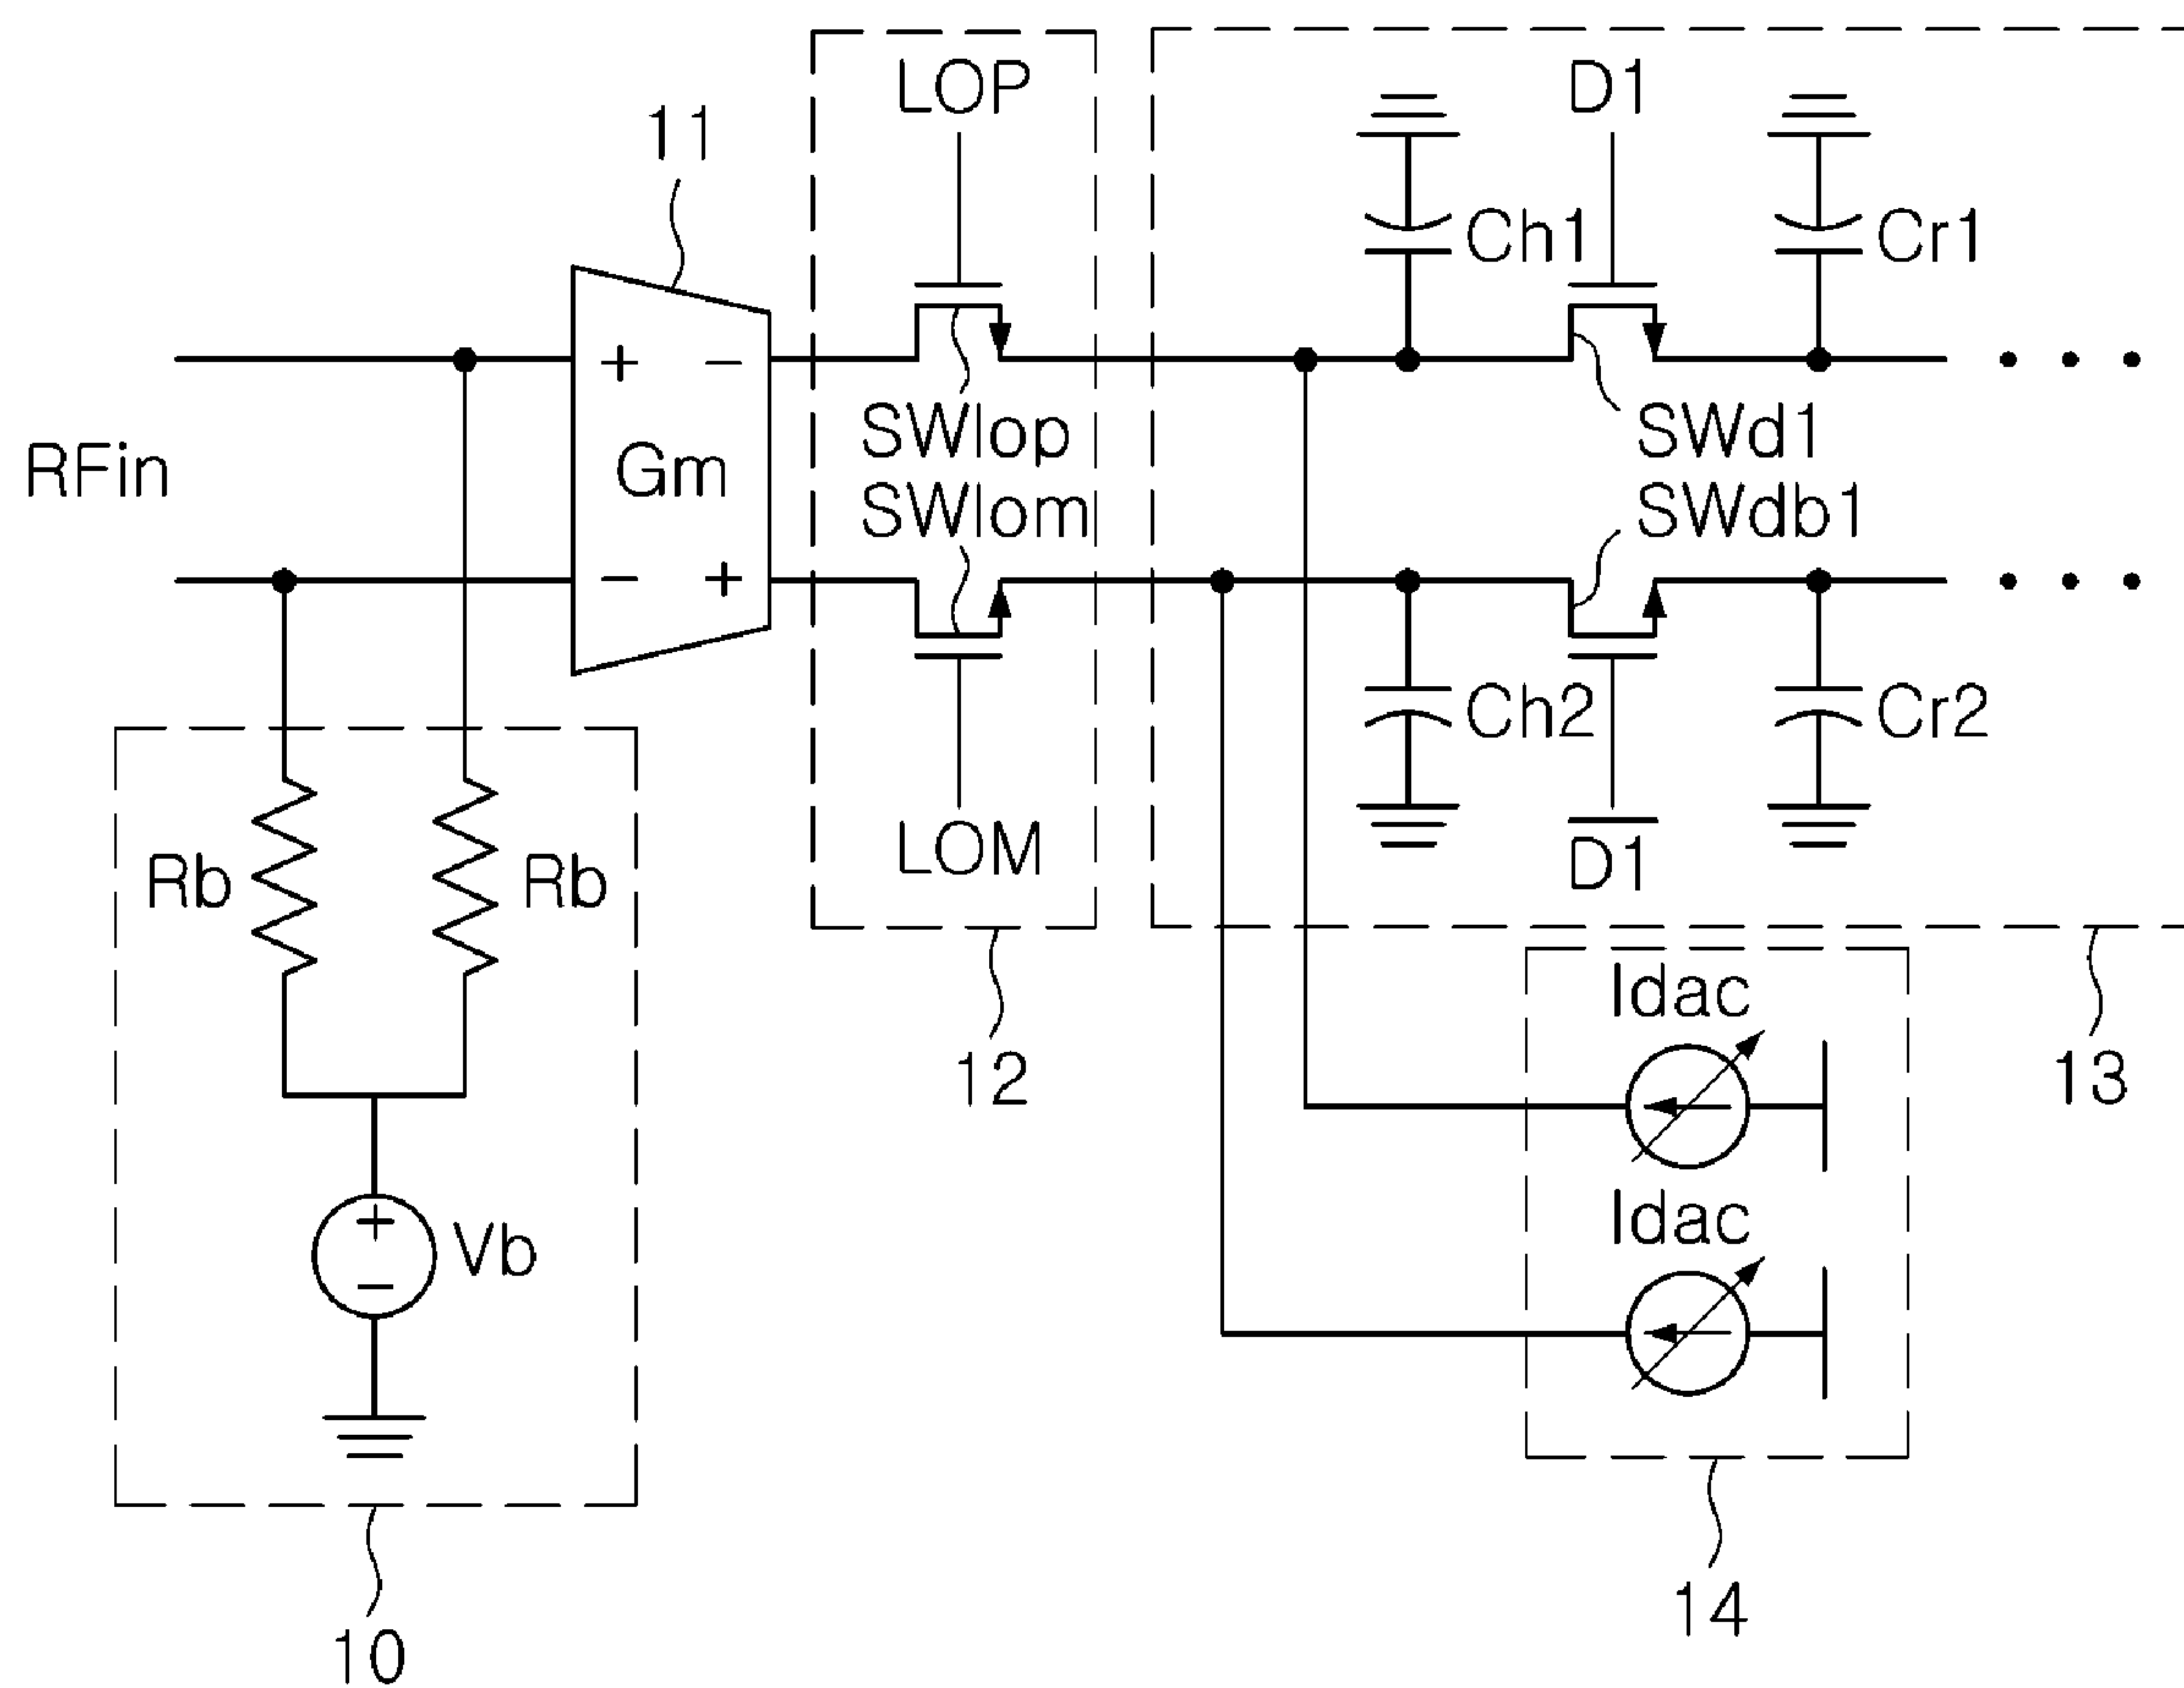 LOP
D1
11
Ch1
Cr1
+
−
SWlop
SWd1
RFin
Gm
SWlom
SWdb1
−
+
Ch2
Cr2
LOM
D1
Rb
Rb
Idac
12
13
Idac
+
Vb
−
14
10